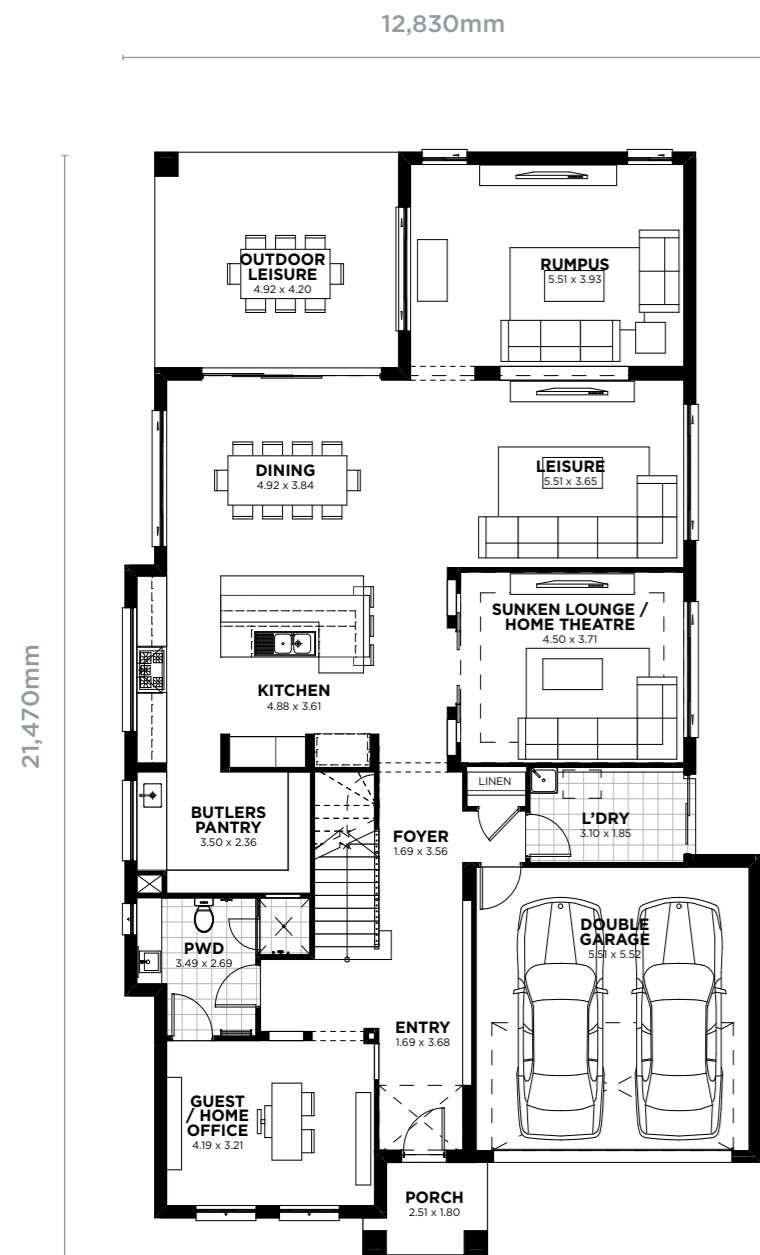 12,830mm
21,470mm
OUTDOOR
LEISURE
4.92 x 4.20
RUMPUS
5.51 x 3.93
DINING
4.92 x 3.84
LEISURE
5.51 x 3.65
SUNKEN LOUNGE /
HOME THEATRE
4.50 x 3.71
KITCHEN
4.88 x 3.61
LINEN
BUTLERS
PANTRY
3.50 x 2.36
FOYER
1.69 x 3.56
L'DRY
3.10 x 1.85
PWD
3.49 x 2.69
DOUBLE
GARAGE
5.51 x 5.52
ENTRY
1.69 x 3.68
GUEST
/ HOME
OFFICE
4.19 x 3.21
PORCH
2.51 x 1.80